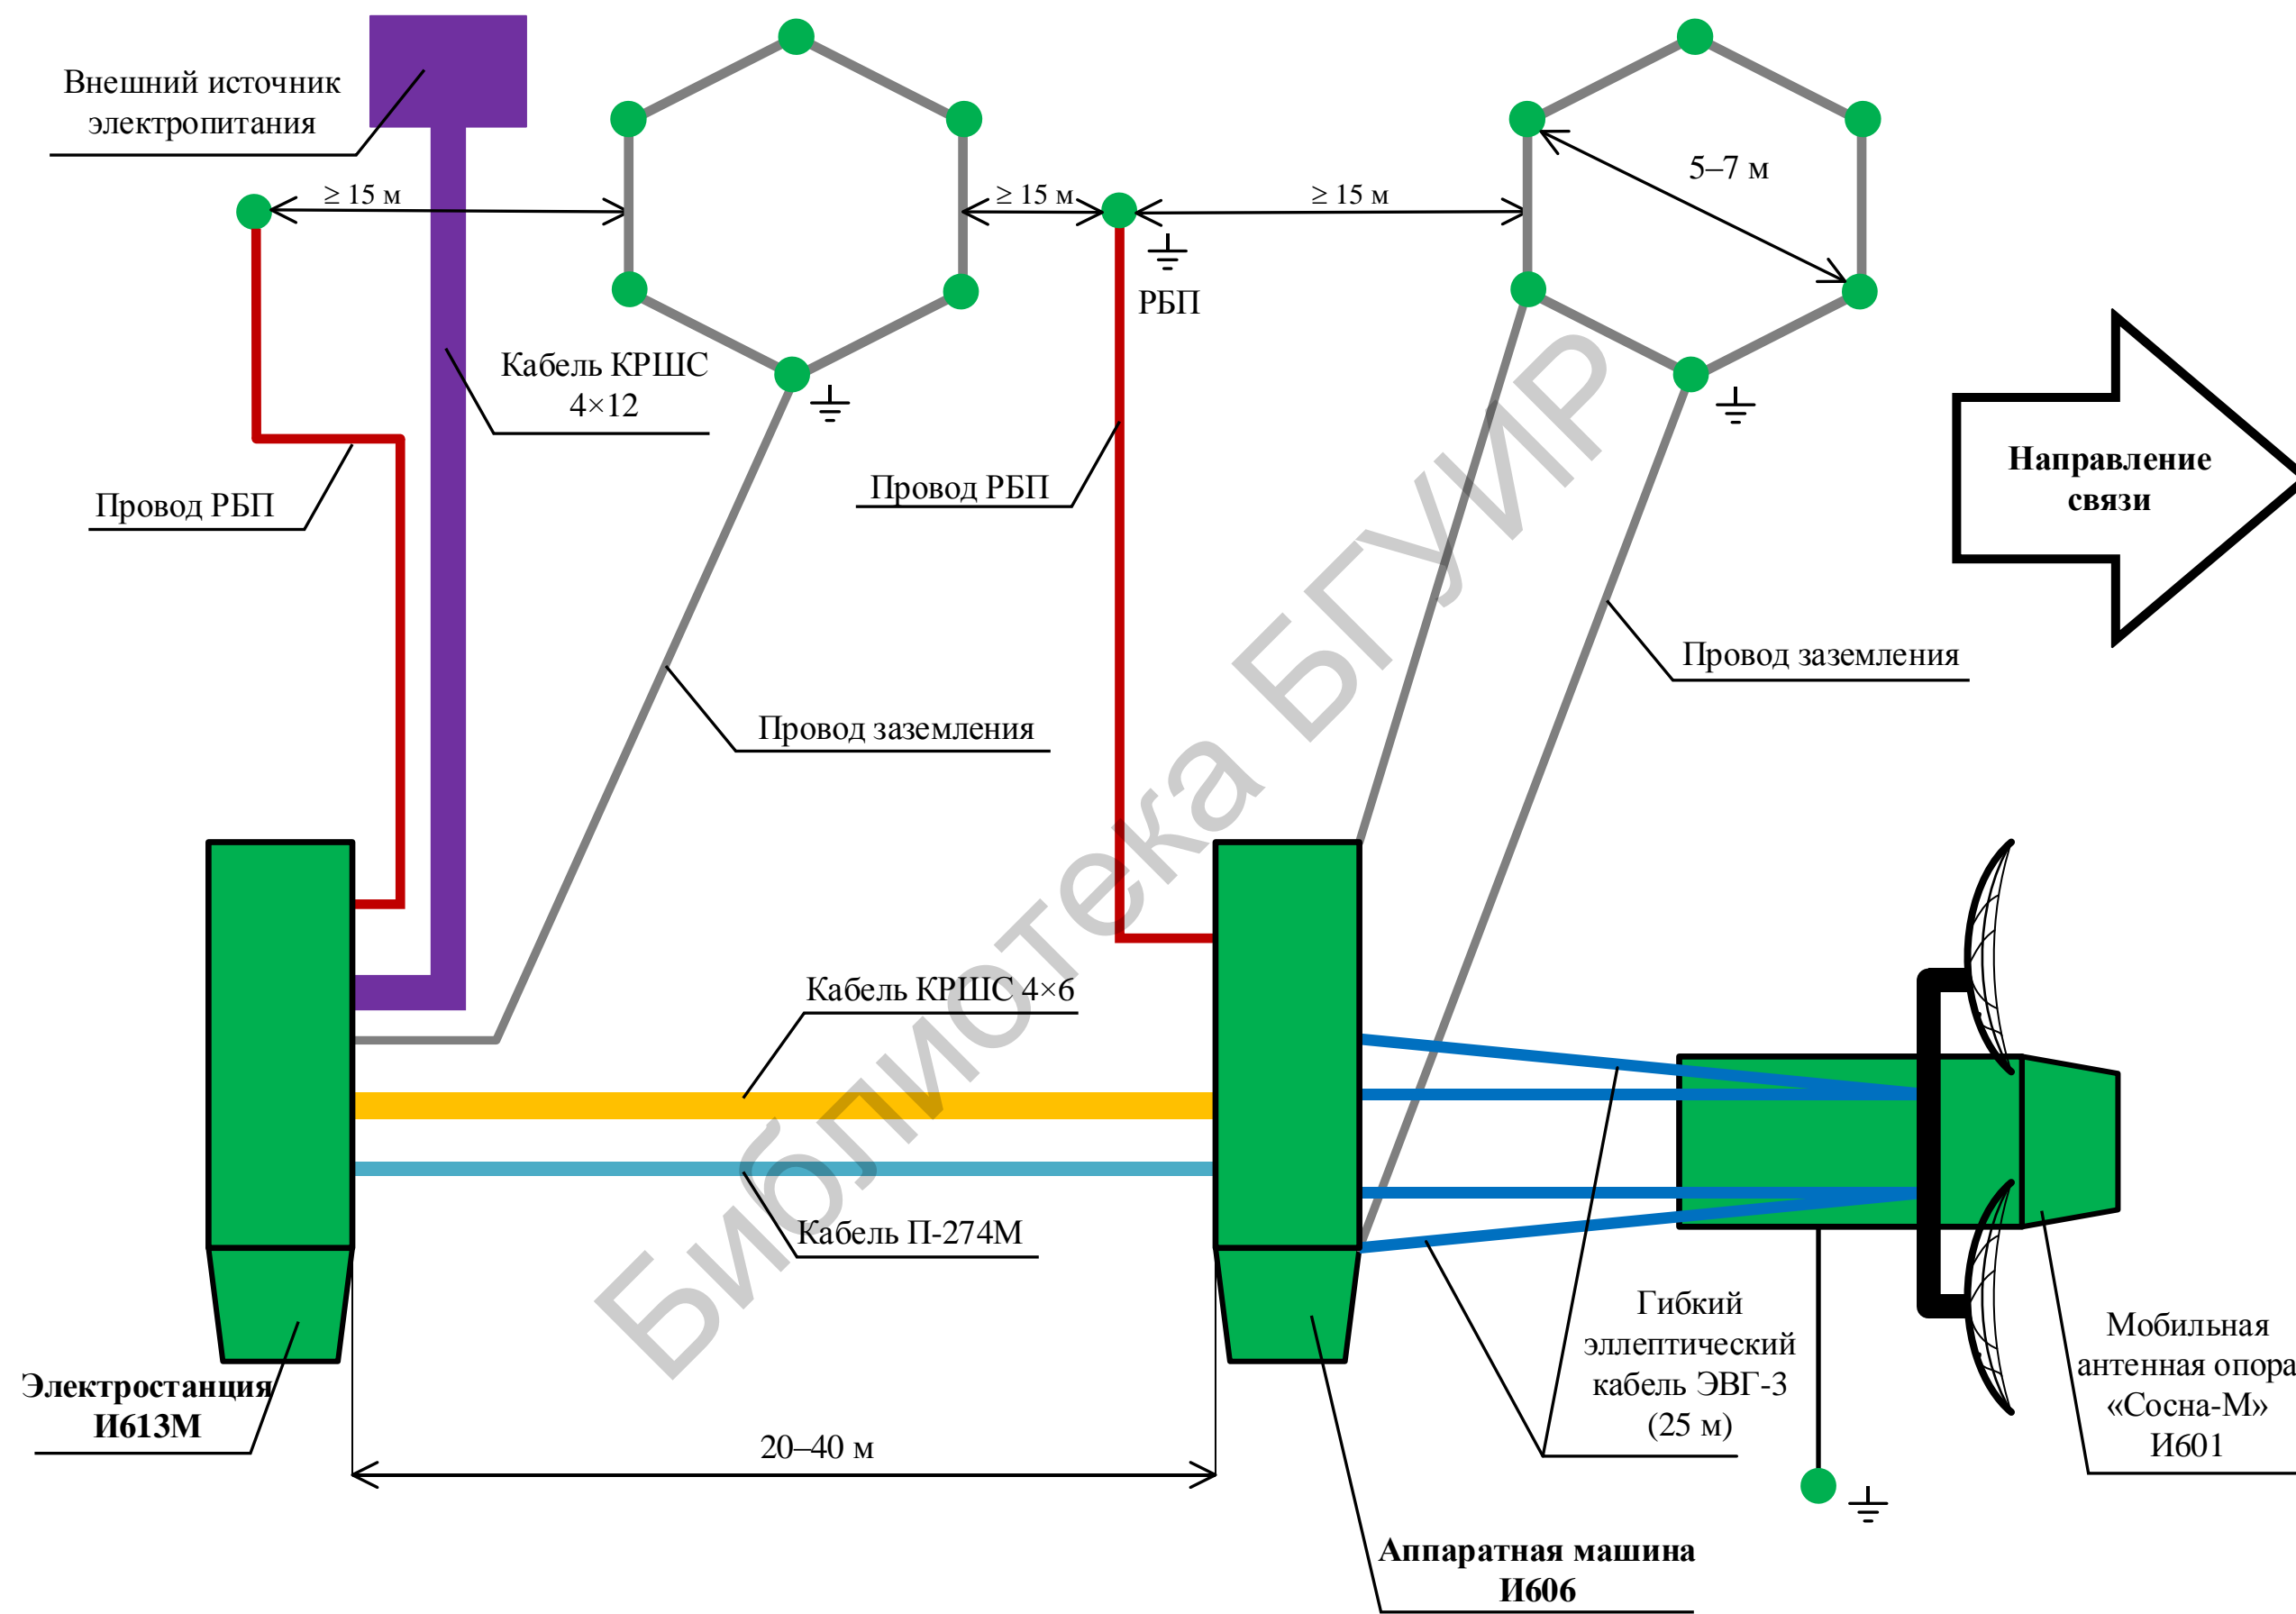 Внешний источник
электропитания
≥ 15 м
≥ 15 м
≥ 15 м
5–7 м
РБП
Кабель КРШС
4×12
Провод РБП
Провод РБП
Направление
связи
Провод заземления
Провод заземления
Кабель КРШС 4×6
Кабель П-274М
Гибкий
эллептический
кабель ЭВГ-3
(25 м)
Мобильная
антенная опора
«Сосна-М»
И601
Электростанция
И613М
20–40 м
Аппаратная машина
И606
Библиотека БГУИР